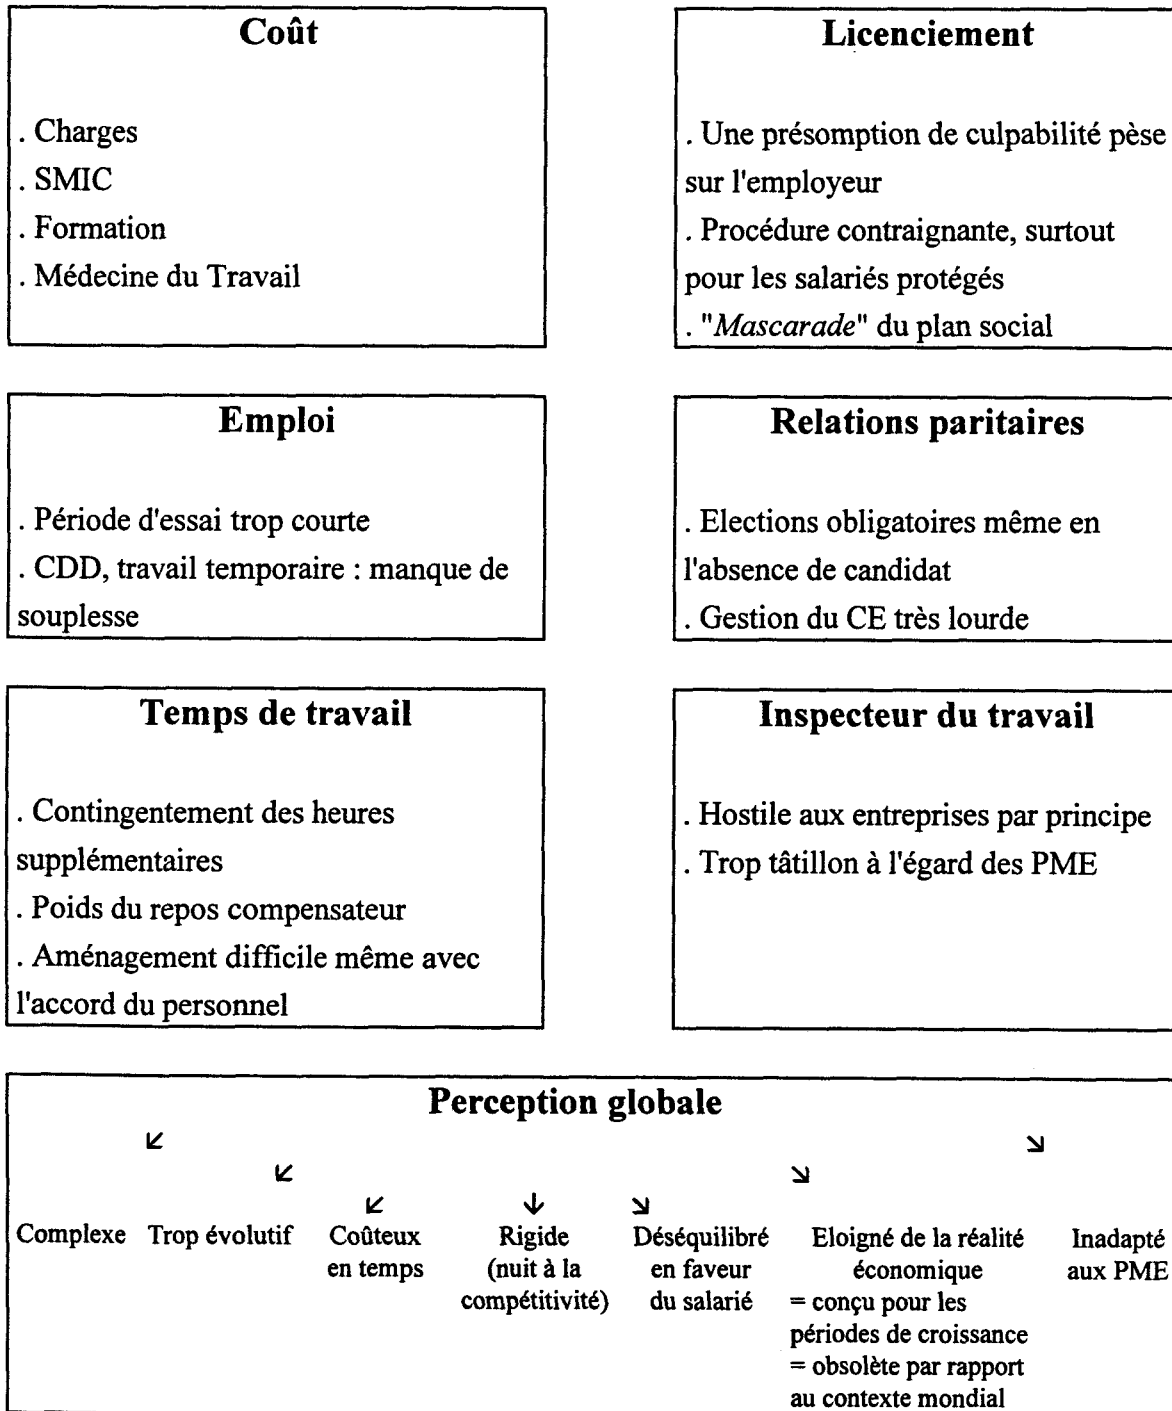 Coût
. Charges
. SMIC
. Formation
. Médecine du Travail
Licenciement
. Une présomption de culpabilité pèse
sur l'employeur
. Procédure contraignante, surtout
pour les salariés protégés
. "Mascarade" du plan social
Emploi
. Période d'essai trop courte
. CDD, travail temporaire : manque de
souplesse
Relations paritaires
. Elections obligatoires même en
l'absence de candidat
. Gestion du CE très lourde
Temps de travail
. Contingentement des heures
supplémentaires
. Poids du repos compensateur
. Aménagement difficile même avec
l'accord du personnel
Inspecteur du travail
. Hostile aux entreprises par principe
. Trop tâtillon à l'égard des PME
Perception globale
Complexe
Trop évolutif
Coûteux
en temps
Rigide
(nuit à la
compétitivité)
Déséquilibré
en faveur
du salarié
Eloigné de la réalité
économique
= conçu pour les
périodes de croissance
= obsolète par rapport
au contexte mondial
Inadapté
aux PME